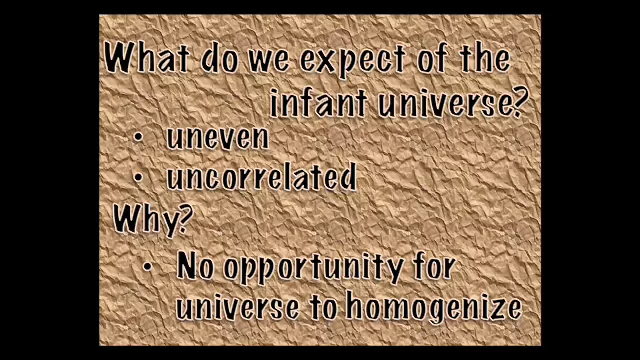 What do we expect of the
infant universe?
• uneven
• uncorrelated
Why?
• No opportunity for
universe to homogenize